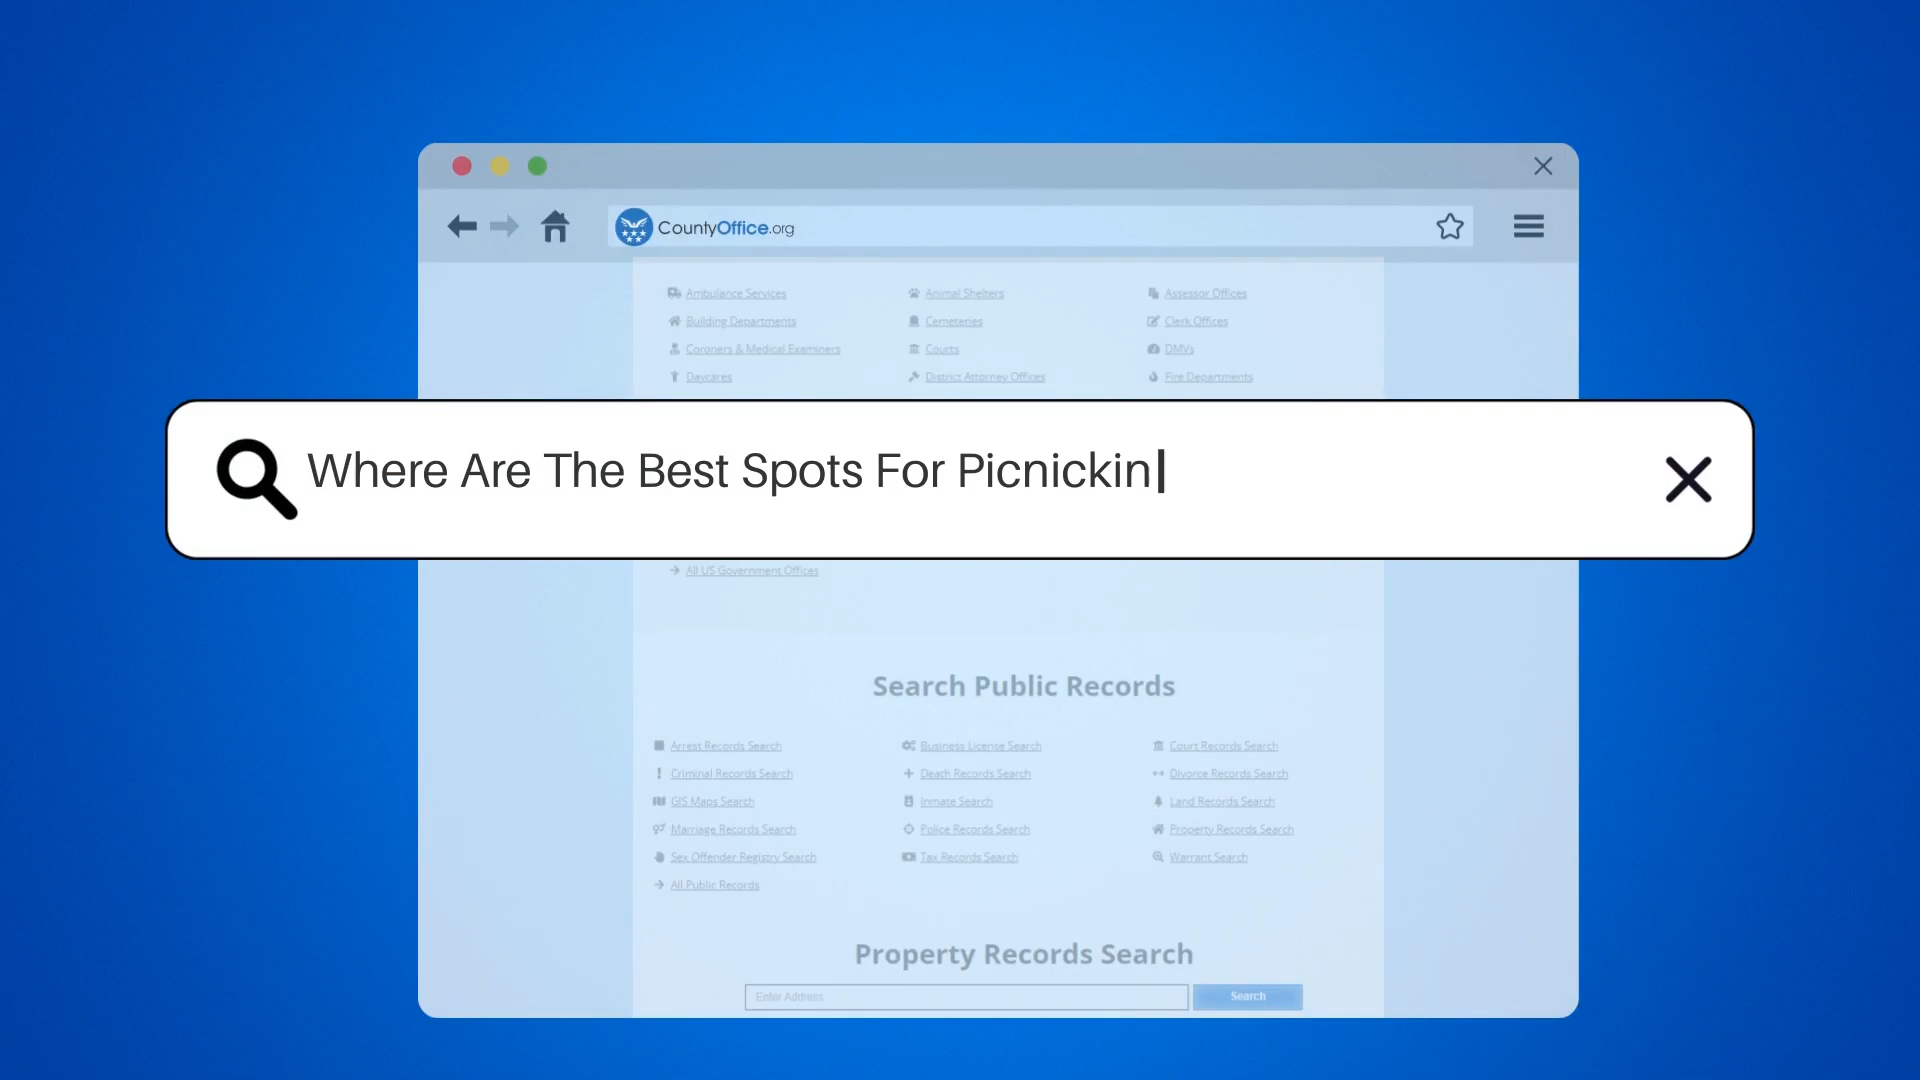 CountyOffice.org
Ambulance Services Animal Shelters Assessor Offices
Building Departments Cemeteries Clerk Offices
Coroners & Medical Examiners Courts DMVs
Daycares District Attorney Offices Fire Departments
Where Are The Best Spots For Picnickin
All US Government Offices
Search Public Records
Arrest Records Search Business License Search Court Records Search
Criminal Records Search Death Records Search Divorce Records Search
GIS Maps Search Inmate Search Land Records Search
Marriage Records Search Police Records Search Property Records Search
Sex Offender Registry Search Tax Records Search Warrant Search
All Public Records
Property Records Search
Enter Address Search